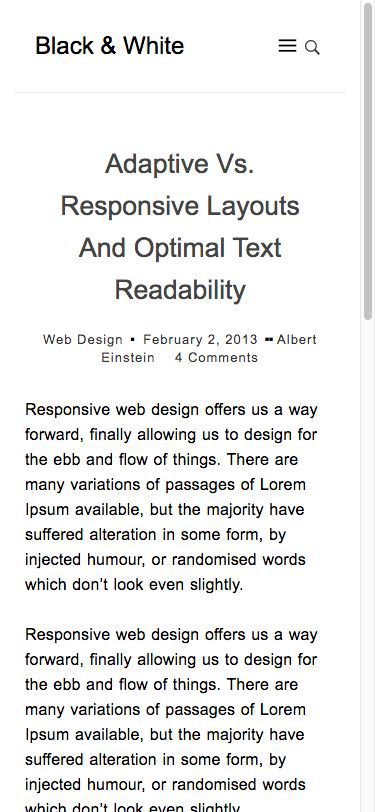 Black & White
Adaptive Vs.
Responsive Layouts
And Optimal Text
Readability
Web Design ▪ February 2, 2013 ▪▪ Albert
Einstein 4 Comments
Responsive web design offers us a way
forward, finally allowing us to design for
the ebb and flow of things. There are
many variations of passages of Lorem
Ipsum available, but the majority have
suffered alteration in some form, by
injected humour, or randomised words
which don’t look even slightly.
Responsive web design offers us a way
forward, finally allowing us to design for
the ebb and flow of things. There are
many variations of passages of Lorem
Ipsum available, but the majority have
suffered alteration in some form, by
injected humour, or randomised words
which don’t look even slightly.